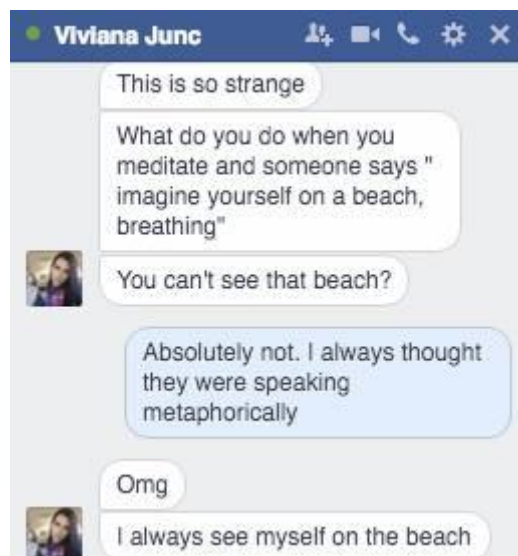 Viviana Junc
This is so strange
What do you do when you
meditate and someone says "
imagine yourself on a beach,
breathing"
You can't see that beach?
Absolutely not. I always thought
they were speaking
metaphorically
Omg
I always see myself on the beach